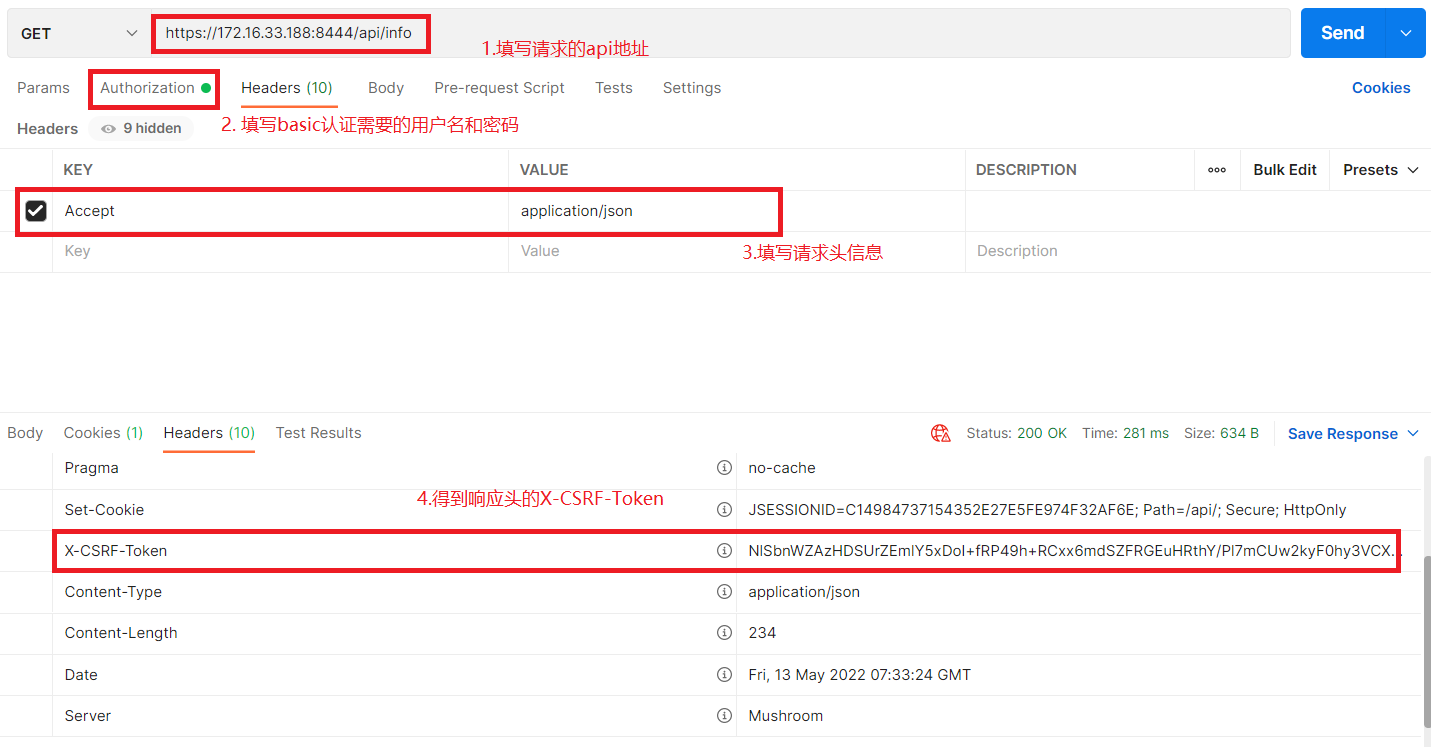 GET https://172.16.33.188:8444/api/info Send
1.填写请求的api地址
Params Authorization Headers (10) Body Pre-request Script Tests Settings Cookies
Headers 9 hidden 2. 填写basic认证需要的用户名和密码
KEY VALUE DESCRIPTION ooo Bulk Edit Presets
Accept application/json
Key Value Description
3.填写请求头信息
Body Cookies (1) Headers (10) Test Results Status: 200 OK Time: 281 ms Size: 634 B Save Response
Pragma no-cache
4.得到响应头的X-CSRF-Token
Set-Cookie JSESSIONID=C14984737154352E27E5FE974F32AF6E; Path=/api/; Secure; HttpOnly
X-CSRF-Token NlSbnWZAzHDSUrZEmlY5xDoI+fRP49h+RCxx6mdSZFRGEuHRthY/Pl7mCUw2kyF0hy3VCX...
Content-Type application/json
Content-Length 234
Date Fri, 13 May 2022 07:33:24 GMT
Server Mushroom